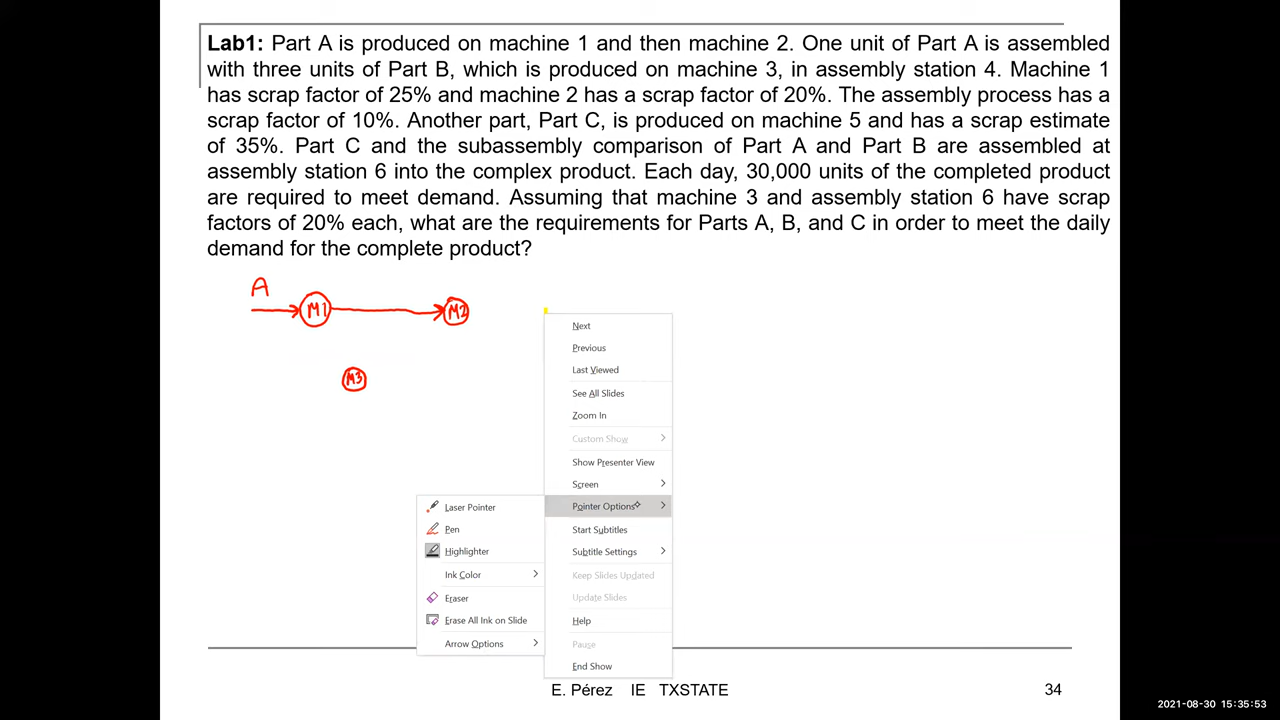 Lab1: Part A is produced on machine 1 and then machine 2. One unit of Part A is assembled
with three units of Part B, which is produced on machine 3, in assembly station 4. Machine 1
has scrap factor of 25% and machine 2 has a scrap factor of 20%. The assembly process has a
scrap factor of 10%. Another part, Part C, is produced on machine 5 and has a scrap estimate
of 35%. Part C and the subassembly comparison of Part A and Part B are assembled at
assembly station 6 into the complex product. Each day, 30,000 units of the completed product
are required to meet demand. Assuming that machine 3 and assembly station 6 have scrap
factors of 20% each, what are the requirements for Parts A, B, and C in order to meet the daily
demand for the complete product?
A
M1
M2
M3
Next
Previous
Last Viewed
See All Slides
Zoom In
Custom Show
Show Presenter View
Screen
Pointer Options
Start Subtitles
Subtitle Settings
Keep Slides Updated
Update Slides
Help
Pause
End Show
Laser Pointer
Pen
Highlighter
Ink Color
Eraser
Erase All Ink on Slide
Arrow Options
E. Pérez IE TXSTATE
34
2021-08-30 15:35:53